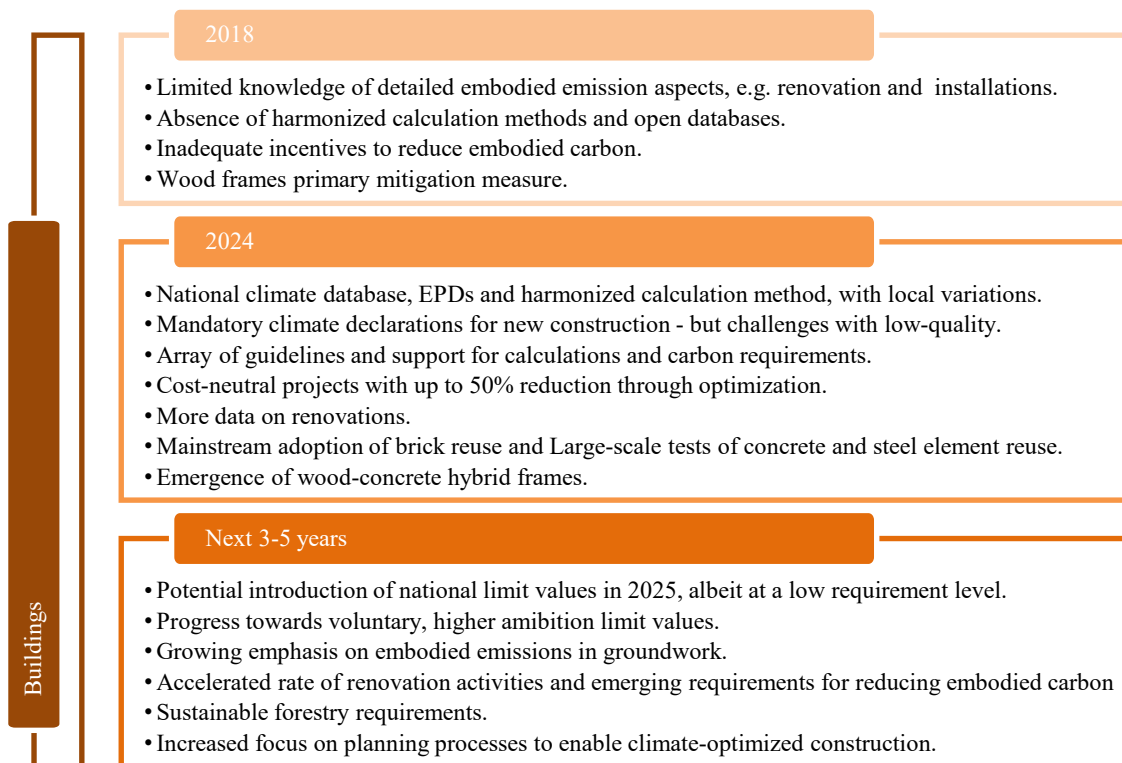 2018
• Limited knowledge of detailed embodied emission aspects, e.g. renovation and installations.
• Absence of harmonized calculation methods and open databases.
• Inadequate incentives to reduce embodied carbon.
• Wood frames primary mitigation measure.
2024
• National climate database, EPDs and harmonized calculation method, with local variations.
• Mandatory climate declarations for new construction - but challenges with low-quality.
• Array of guidelines and support for calculations and carbon requirements.
• Cost-neutral projects with up to 50% reduction through optimization.
• More data on renovations.
• Mainstream adoption of brick reuse and Large-scale tests of concrete and steel element reuse.
• Emergence of wood-concrete hybrid frames.
Next 3-5 years
• Potential introduction of national limit values in 2025, albeit at a low requirement level.
• Progress towards voluntary, higher ambition limit values.
• Growing emphasis on embodied emissions in groundwork.
• Accelerated rate of renovation activities and emerging requirements for reducing embodied carbon
• Sustainable forestry requirements.
• Increased focus on planning processes to enable climate-optimized construction.
Buildings